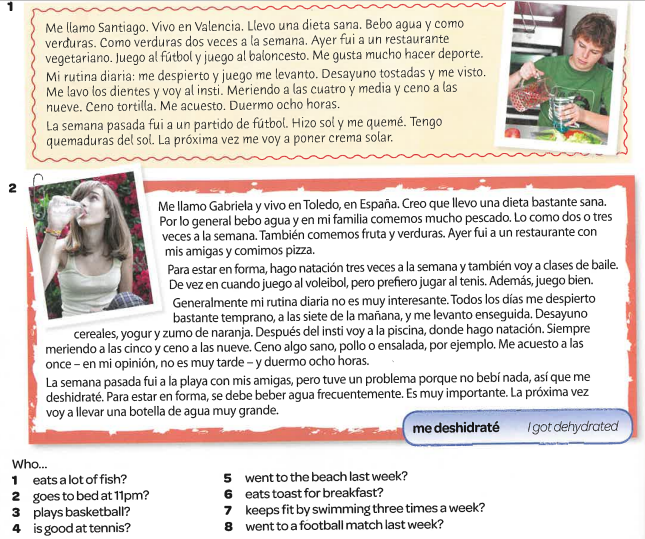 1
Me llamo Santiago. Vivo en Valencia. Llevo una dieta sana. Bebo agua y como
verduras. Como verduras dos veces a la semana. Ayer fui a un restaurante
vegetariano. Juego al fútbol y juego al baloncesto. Me gusta mucho hacer deporte.
Mi rutina diaria: me despierto y juego me levanto. Desayuno tostadas y me visto.
Me lavo los dientes y voy al insti. Meriendo a las cuatro y media y ceno a las
nueve. Ceno tortilla. Me acuesto. Duermo ocho horas.
La semana pasada fui a un partido de fútbol. Hizo sol y me quemé. Tengo
quemaduras del sol. La próxima vez me voy a poner crema solar.
2
Me llamo Gabriela y vivo en Toledo, en España. Creo que llevo una dieta bastante sana.
Por lo general bebo agua y en mi familia comemos mucho pescado. Lo como dos o tres
veces a la semana. También comemos fruta y verduras. Ayer fui a un restaurante con
mis amigas y comimos pizza.
Para estar en forma, hago natación tres veces a la semana y también voy a clases de baile.
De vez en cuando juego al voleibol, pero prefiero jugar al tenis. Además, juego bien.
Generalmente mi rutina diaria no es muy interesante. Todos los días me despierto
bastante temprano, a las siete de la mañana, y me levanto enseguida. Desayuno
cereales, yogur y zumo de naranja. Después del insti voy a la piscina, donde hago natación. Siempre
meriendo a las cinco y ceno a las nueve. Ceno algo sano, pollo o ensalada, por ejemplo. Me acuesto a las
once – en mi opinión, no es muy tarde – y duermo ocho horas.
La semana pasada fui a la playa con mis amigas, pero tuve un problema porque no bebí nada, así que me
deshidraté. Para estar en forma, se debe beber agua frecuentemente. Es muy importante. La próxima vez
voy a llevar una botella de agua muy grande.
me deshidraté I got dehydrated
Who...
1 eats a lot of fish?
2 goes to bed at 11pm?
3 plays basketball?
4 is good at tennis?
5 went to the beach last week?
6 eats toast for breakfast?
7 keeps fit by swimming three times a week?
8 went to a football match last week?